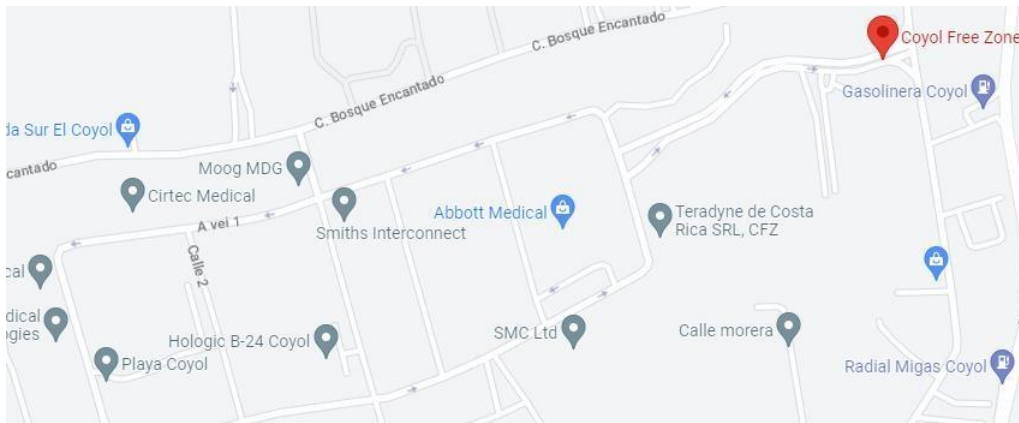 C. Bosque Encantado
Coyol Free Zone
Gasolinera Coyol
C. Bosque Encantado
da Sur El Coyol
cantado
Moog MDG
Cirtec Medical
Abbott Medical
Teradyne de Costa
Rica SRL, CFZ
A vei 1
Smiths Interconnect
Calle 2
cal
dical
ogies
SMC Ltd
Calle morera
Hologic B-24 Coyol
Playa Coyol
Radial Migas Coyol